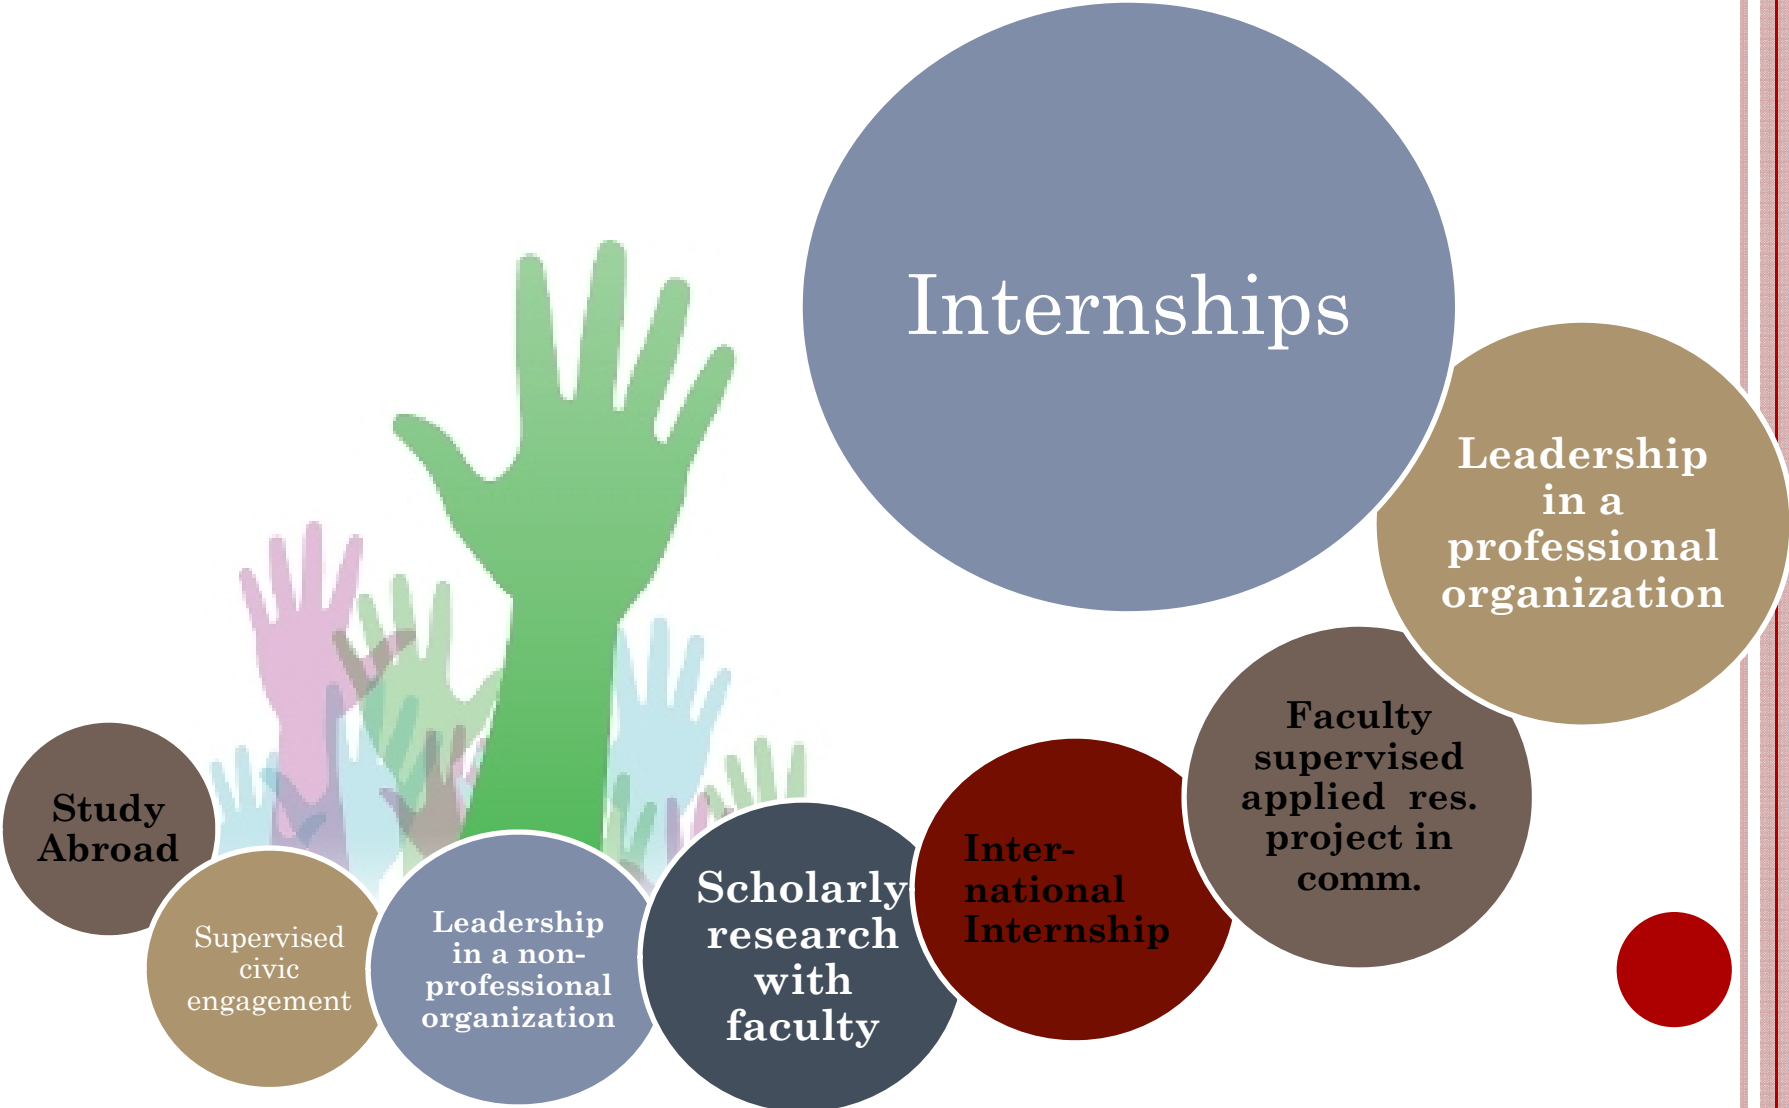 Internships
Leadership
in a
professional
organization
Faculty
supervised
applied res.
project in
comm.
Inter-
national
Internship
Scholarly
research
with
faculty
Leadership
in a non-
professional
organization
Supervised
civic
engagement
Study
Abroad